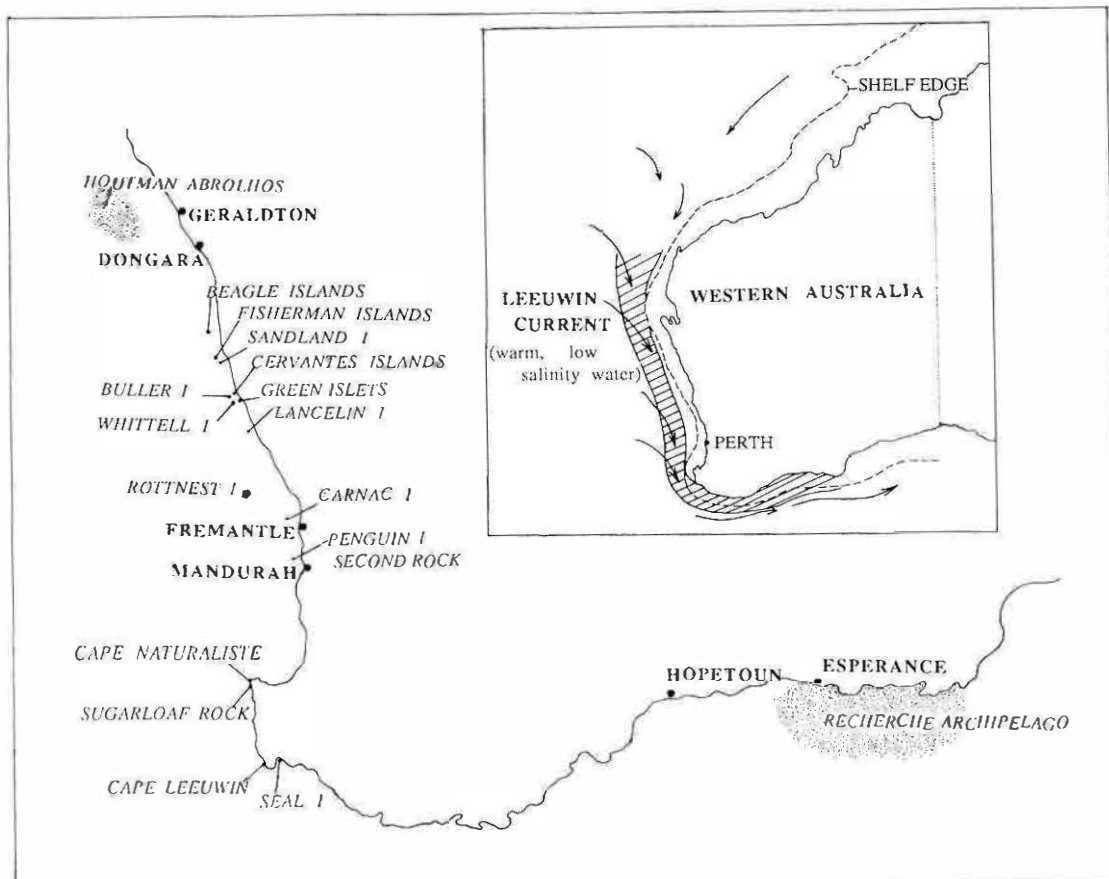 SHELF EDGE
HOUTMAN ABROLHOS
GERALDTON
DONGARA
BEAGLE ISLANDS
FISHERMAN ISLANDS
SANDLAND I
CERVANTES ISLANDS
BULLER I
GREEN ISLETS
WHITTELL I
LANCELIN I
LEEUWIN
CURRENT
(warm, low
salinity water)
WESTERN AUSTRALIA
PERTH
ROTTNEST I
CARNAC I
FREMANTLE
PENGUIN I
SECOND ROCK
MANDURAH
CAPE NATURALISTE
SUGARLOAF ROCK
CAPE LEEUWIN
SEAL I
HOPETOUN
ESPERANCE
RECHERCHE ARCHIPELAGO